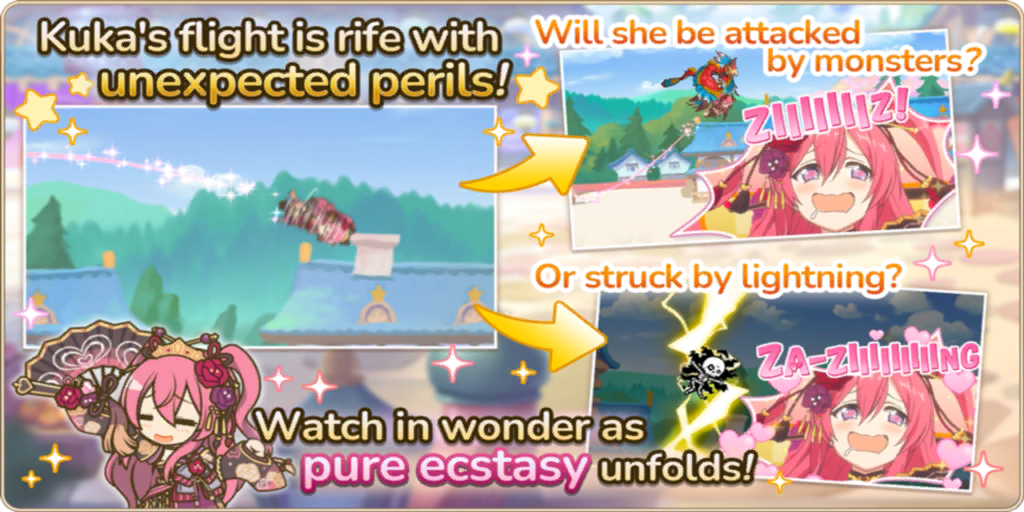 Kuka's flight is rife with
unexpected perils!
Will she be attacked
by monsters?
ZIIIIIIIZ!
Or struck by lightning?
ZA-ZIIIIIIIING
Watch in wonder as
pure ecstasy unfolds!